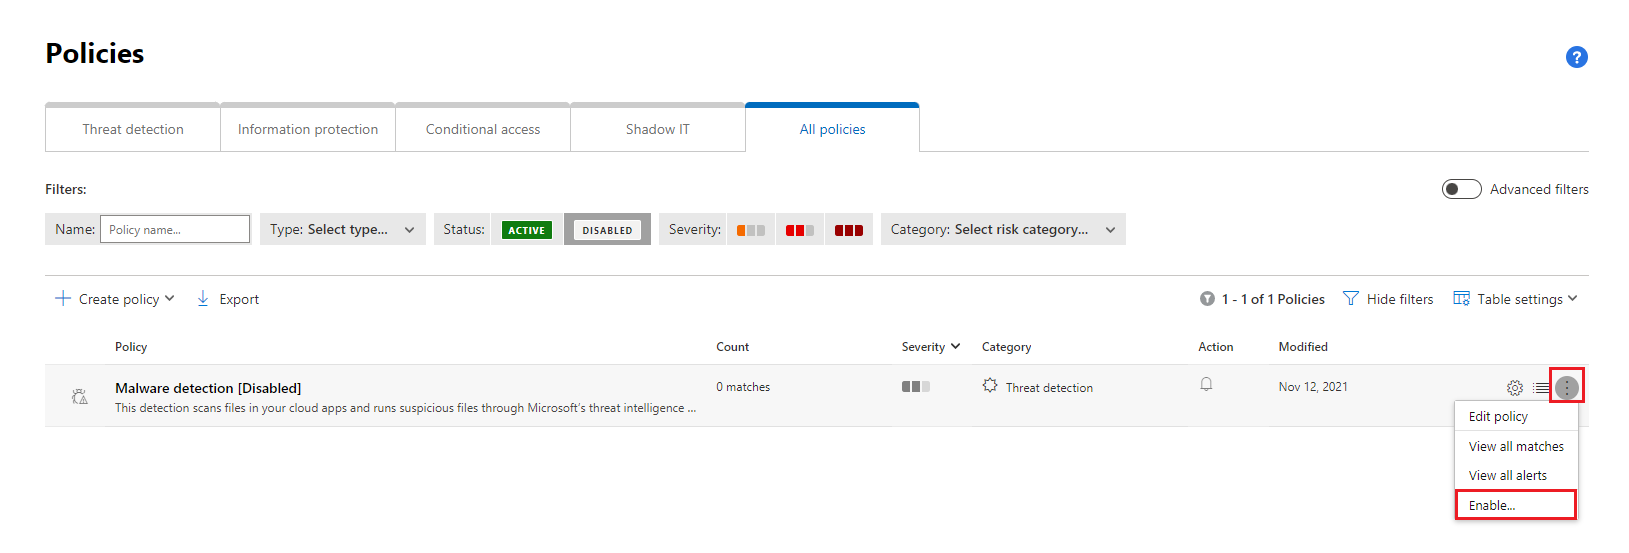 Policies
?
Threat detection
Information protection
Conditional access
Shadow IT
All policies
Filters:
Advanced filters
Name: Policy name...
Type: Select type...
Status: ACTIVE DISABLED
Severity:
Category: Select risk category...
Create policy
Export
1 - 1 of 1 Policies
Hide filters
Table settings
Policy Count Severity Category Action Modified
Malware detection [Disabled] 0 matches Threat detection Nov 12, 2021
This detection scans files in your cloud apps and runs suspicious files through Microsoft's threat intelligence ...
Edit policy
View all matches
View all alerts
Enable...